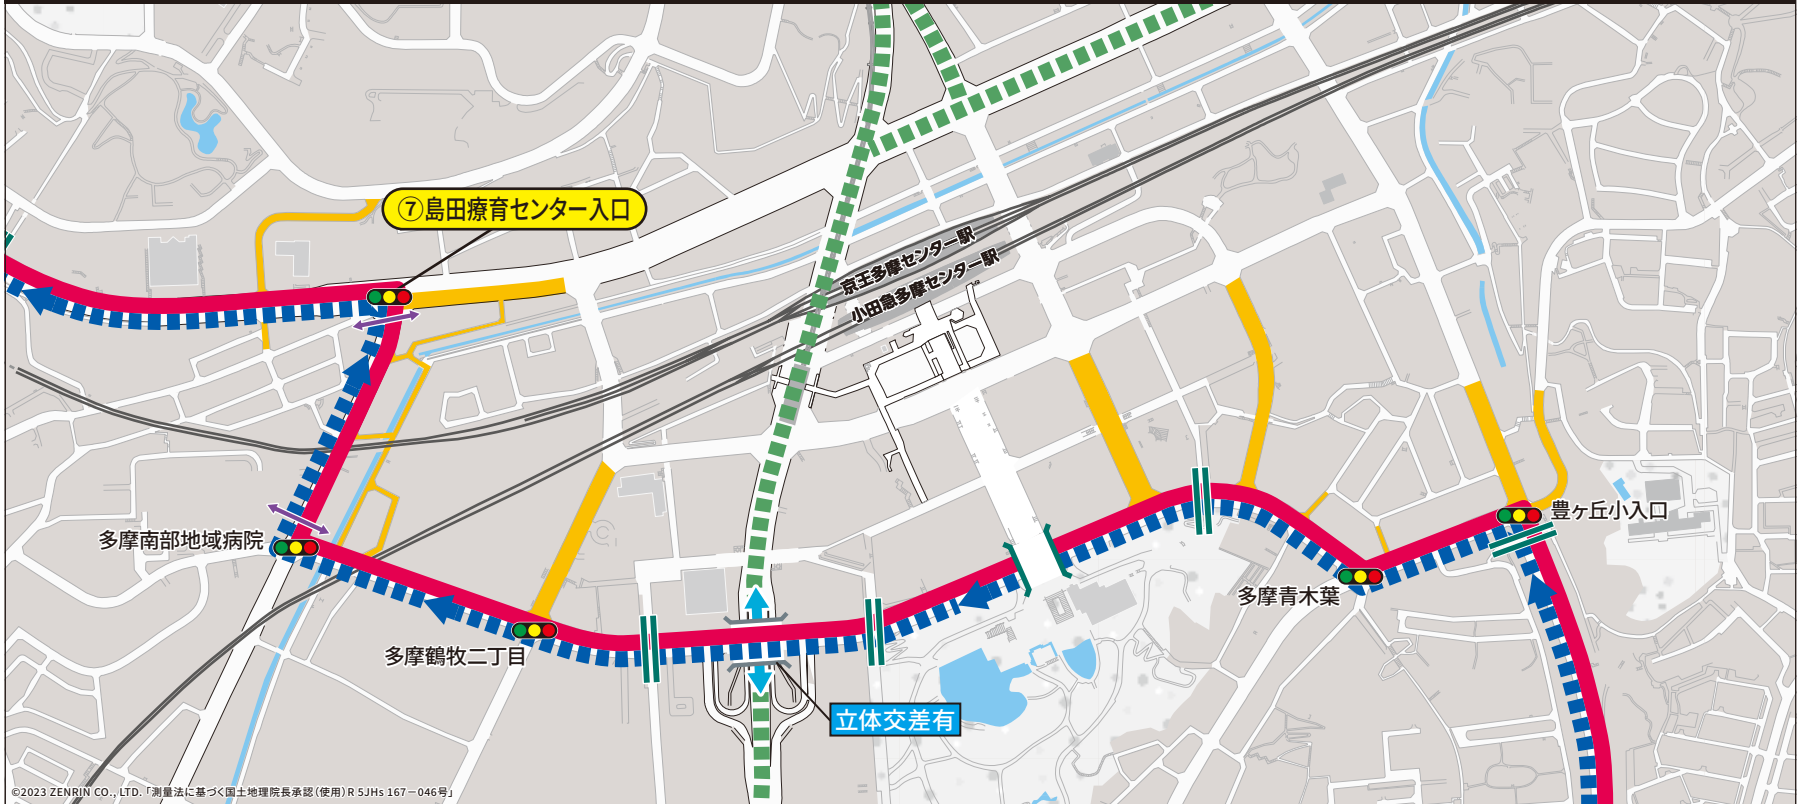 ⑦島田療育センター入口
京王多摩センター駅
小田急多摩センター駅
豊ヶ丘小入口
多摩南部地域病院
多摩青木葉
多摩鶴牧二丁目
立体交差有
©2023 ZENRIN CO., LTD.「測量法に基づく国土地理院長承認(使用)R 5JHs 167－046号」